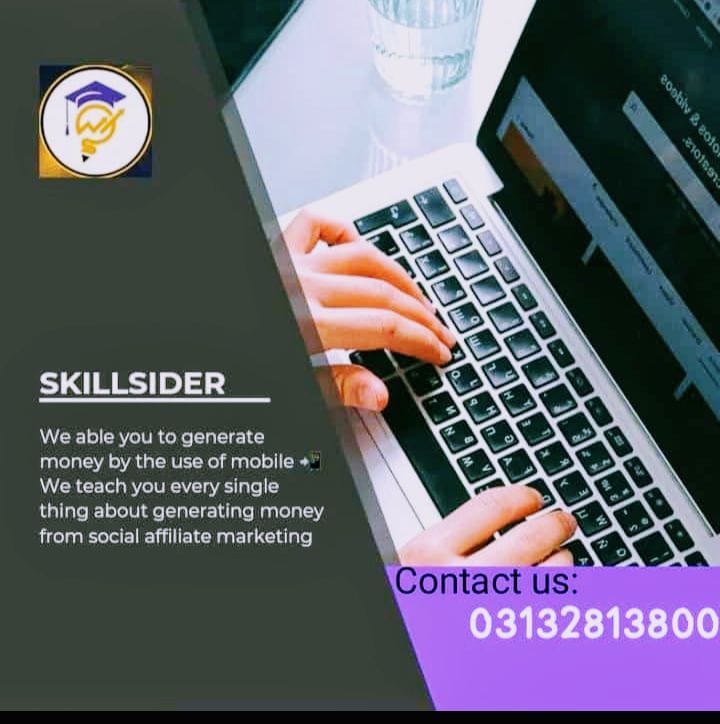 SKILLSIDER
We able you to generate
money by the use of mobile 📲
We teach you every single
thing about generating money
from social affiliate marketing
Contact us:
03132813800